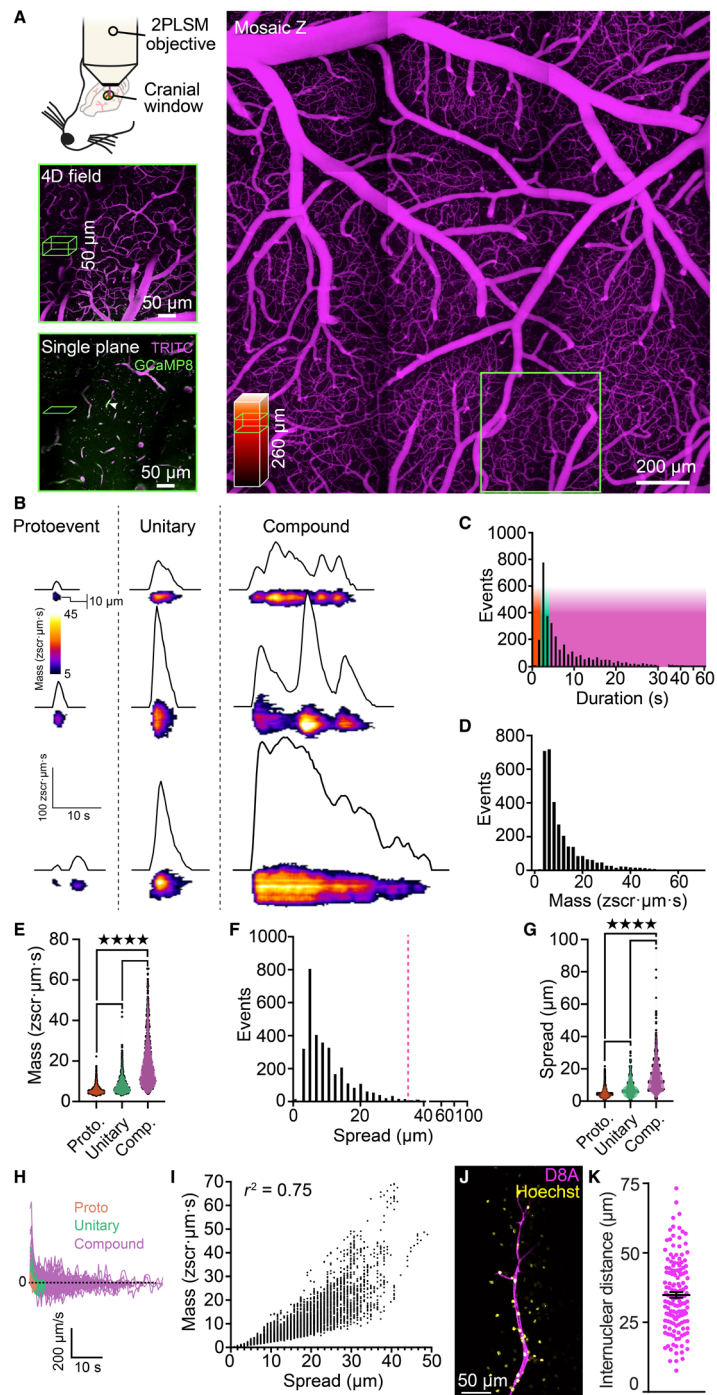 A
2PLSM
objective
Cranial
window
4D field
50 µm
50 µm
Single plane
TRITC
GCaMP8
50 µm
Mosaic Z
260 µm
200 µm
B
Protoevent
Unitary
Compound
10 µm
Mass (zscr·µm·s)
45
5
100 zscr·µm·s
10 s
C
1000
800
600
400
200
0
Events
0 10 20 30 40 60
Duration (s)
D
800
600
400
200
0
Events
0 20 40 60
Mass (zscr·µm·s)
E
★★★★
80
60
40
20
0
Mass (zscr·µm·s)
Proto.
Unitary
Comp.
F
1000
800
600
400
200
0
Events
0 20 40 60 100
Spread (µm)
G
★★★★
100
80
60
40
20
0
Spread (µm)
Proto.
Unitary
Comp.
H
Proto
Unitary
Compound
0
200 µm/s
10 s
I
r² = 0.75
70
60
50
40
30
20
10
0
Mass (zscr·µm·s)
0 10 20 30 40 50
Spread (µm)
J
D8A
Hoechst
50 µm
K
75
50
25
0
Internuclear distance (µm)